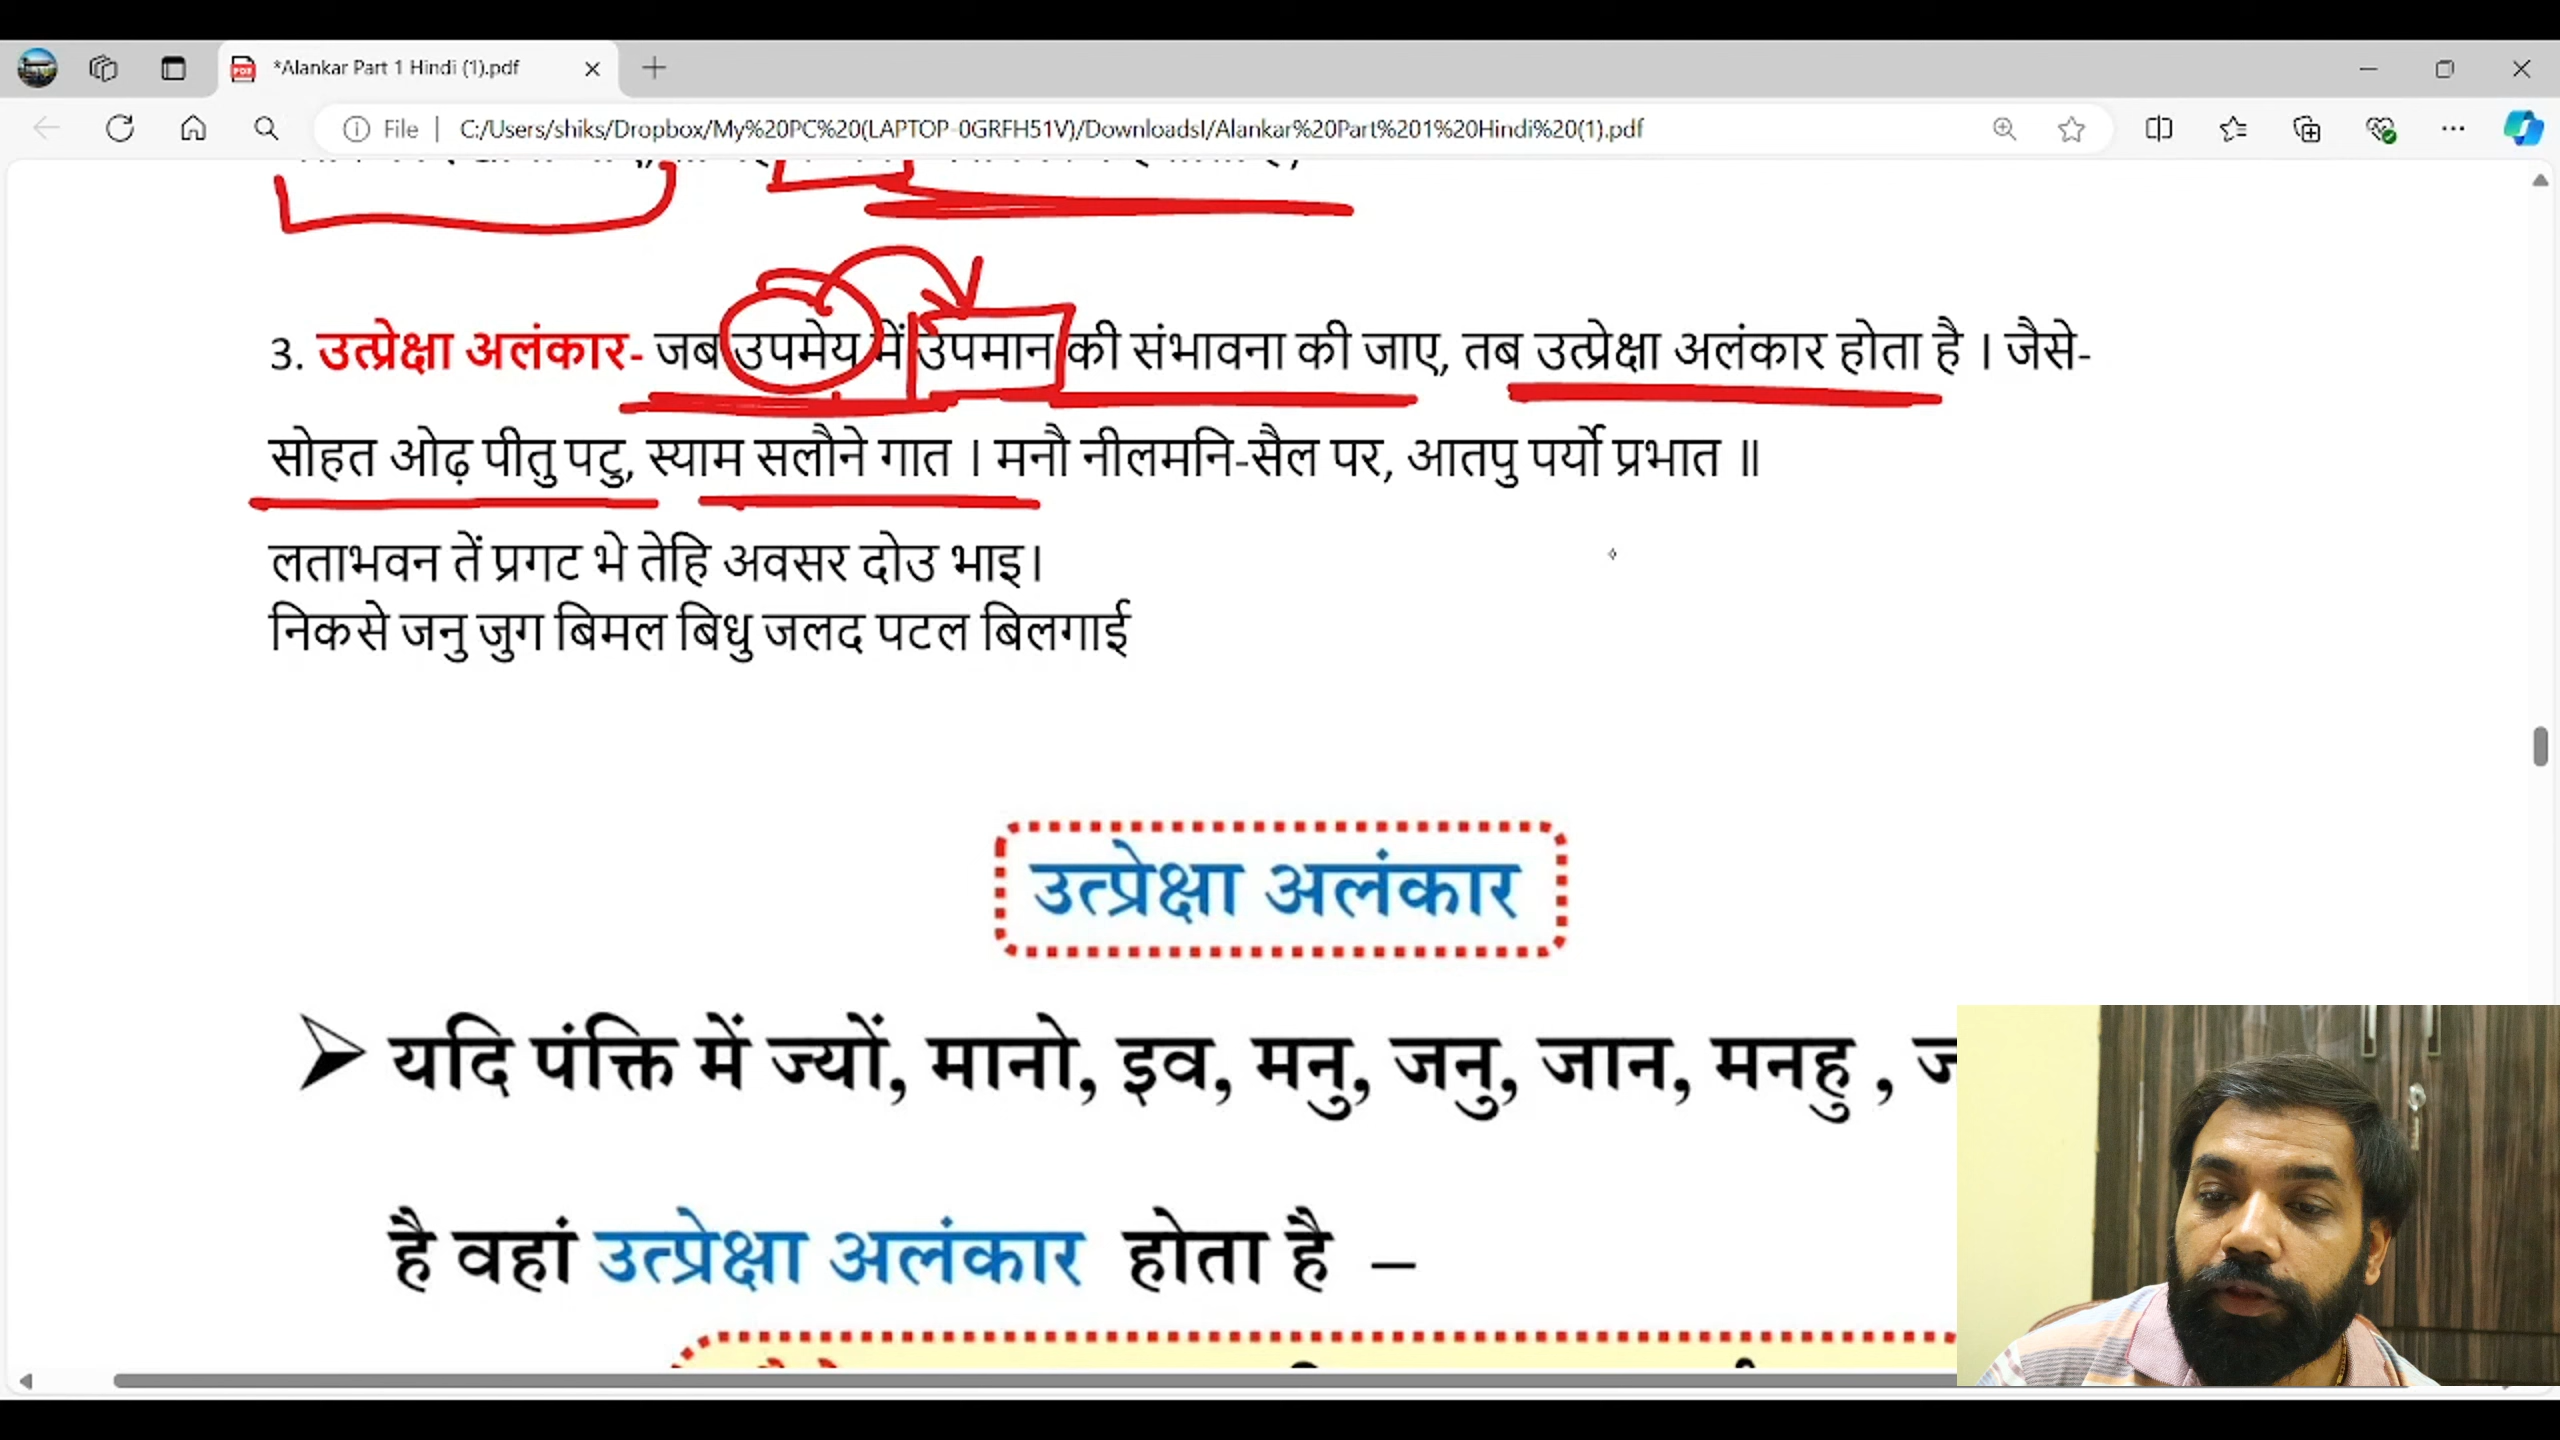 *Alankar Part 1 Hindi (1).pdf
File | C:/Users/shiks/Dropbox/My%20PC%20(LAPTOP-0GRFH51V)/DownloadsI/Alankar%20Part%201%20Hindi%20(1).pdf
3. उत्प्रेक्षा अलंकार- जब उपमेय में उपमान की संभावना की जाए, तब उत्प्रेक्षा अलंकार होता है । जैसे-
सोहत ओढ़ पीतु पटु, स्याम सलौने गात । मनौ नीलमनि-सैल पर, आतपु पर्यो प्रभात ॥
लताभवन तें प्रगट भे तेहि अवसर दोउ भाइ।
निकसे जनु जुग बिमल बिधु जलद पटल बिलगाई
उत्प्रेक्षा अलंकार
यदि पंक्ति में ज्यों, मानो, इव, मनु, जनु, जान, मनहु ,
है वहां उत्प्रेक्षा अलंकार होता है –